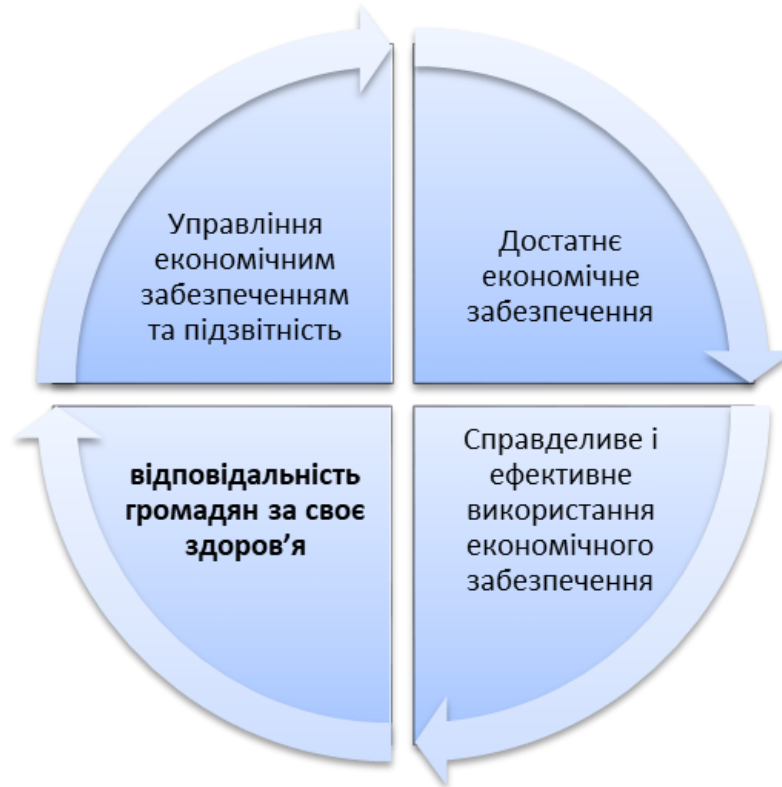 Управління
економічним
забезпеченням
та підзвітність
Достатнє
економічне
забезпечення
відповідальність
громадян за своє
здоров’я
Справделиве і
ефективне
використання
економічного
забезпечення